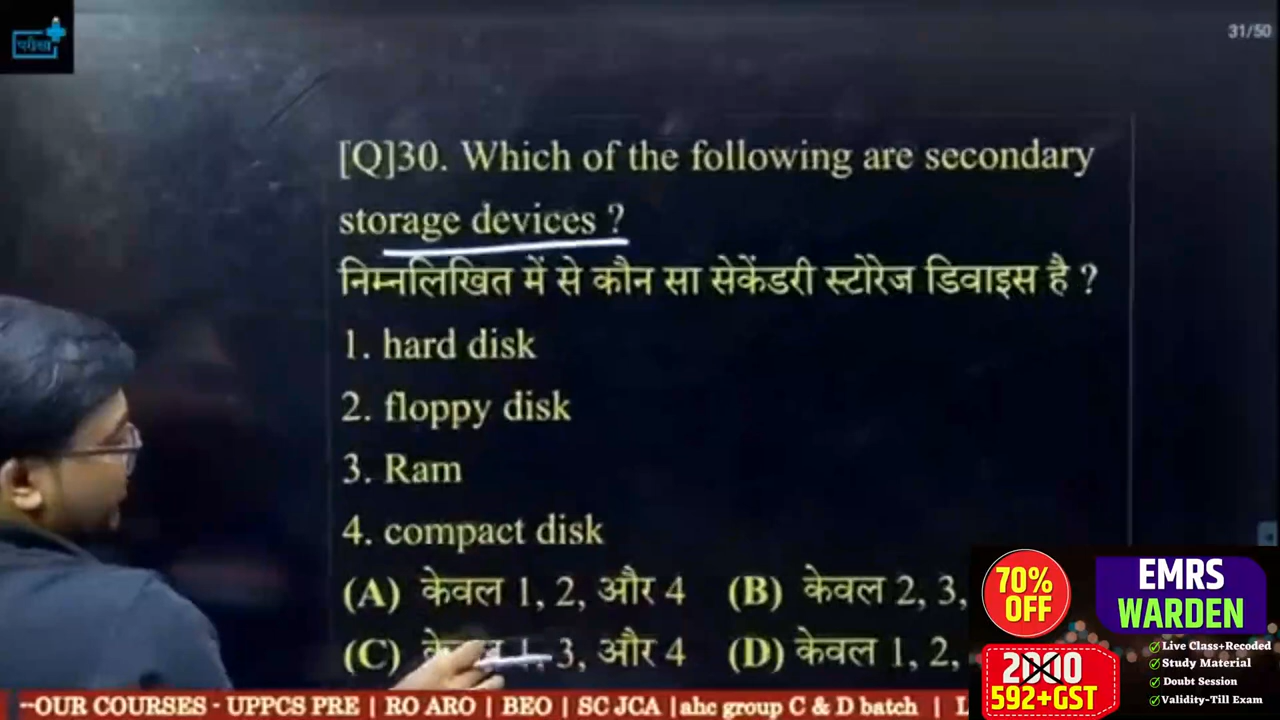 परीक्षा
31/50
[Q]30. Which of the following are secondary
storage devices ?
निम्नलिखित में से कौन सा सेकेंडरी स्टोरेज डिवाइस है ?
1. hard disk
2. floppy disk
3. Ram
4. compact disk
(A) केवल 1, 2, और 4 (B) केवल 2, 3,
(C) 1, 3, और 4 (D) केवल 1, 2,
70%
OFF
EMRS
WARDEN
2000
592+GST
Live Class+Recoded
Study Material
Doubt Session
Validity-Till Exam
--OUR COURSES - UPPCS PRE | RO ARO | BEO | SC JCA |ahc group C & D batch | L